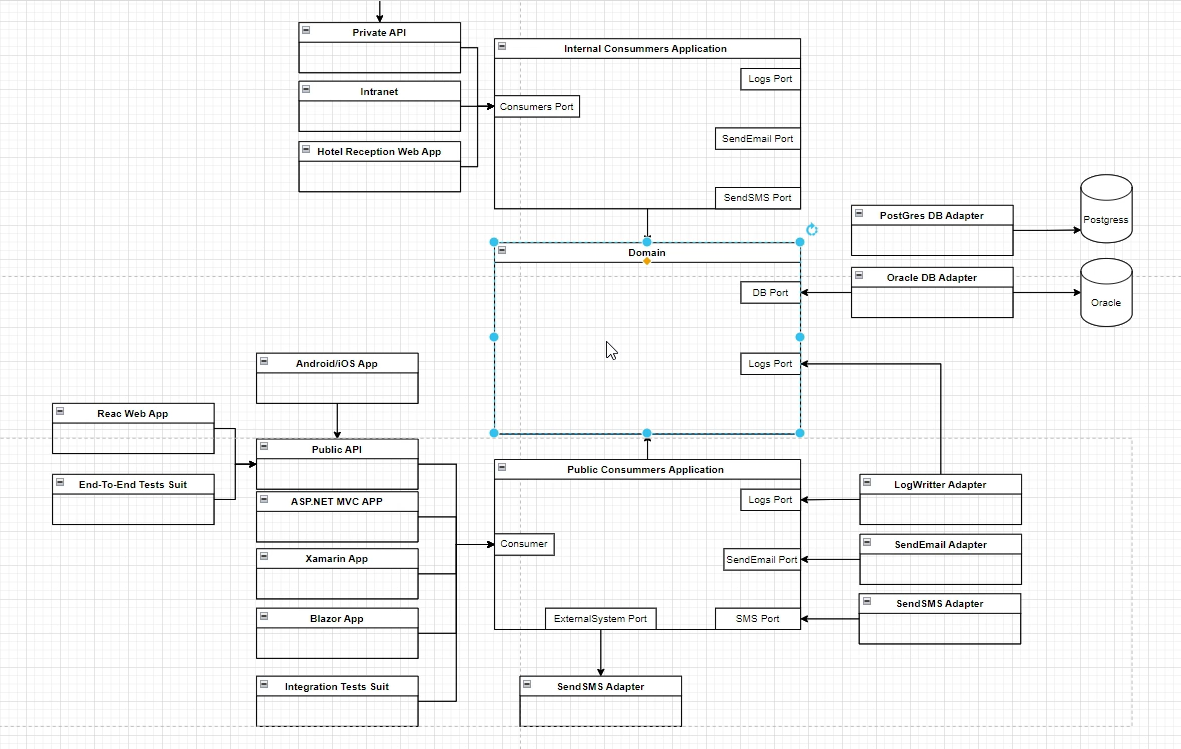 Private API
Intranet
Hotel Reception Web App
Internal Consummers Application
Logs Port
Consumers Port
SendEmail Port
SendSMS Port
PostGres DB Adapter
Postgress
Domain
DB Port
Oracle DB Adapter
Oracle
Logs Port
Android/iOS App
Reac Web App
Public API
End-To-End Tests Suit
ASP.NET MVC APP
Xamarin App
Blazor App
Integration Tests Suit
Public Consummers Application
Logs Port
Consumer
SendEmail Port
ExternalSystem Port
SMS Port
LogWritter Adapter
SendEmail Adapter
SendSMS Adapter
SendSMS Adapter